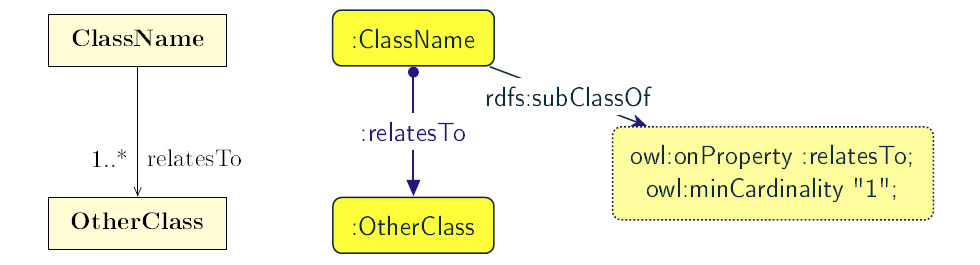 ClassName
1..* relatesTo
OtherClass
:ClassName
:relatesTo
:OtherClass
rdfs:subClassOf
owl:onProperty :relatesTo;
owl:minCardinality "1";